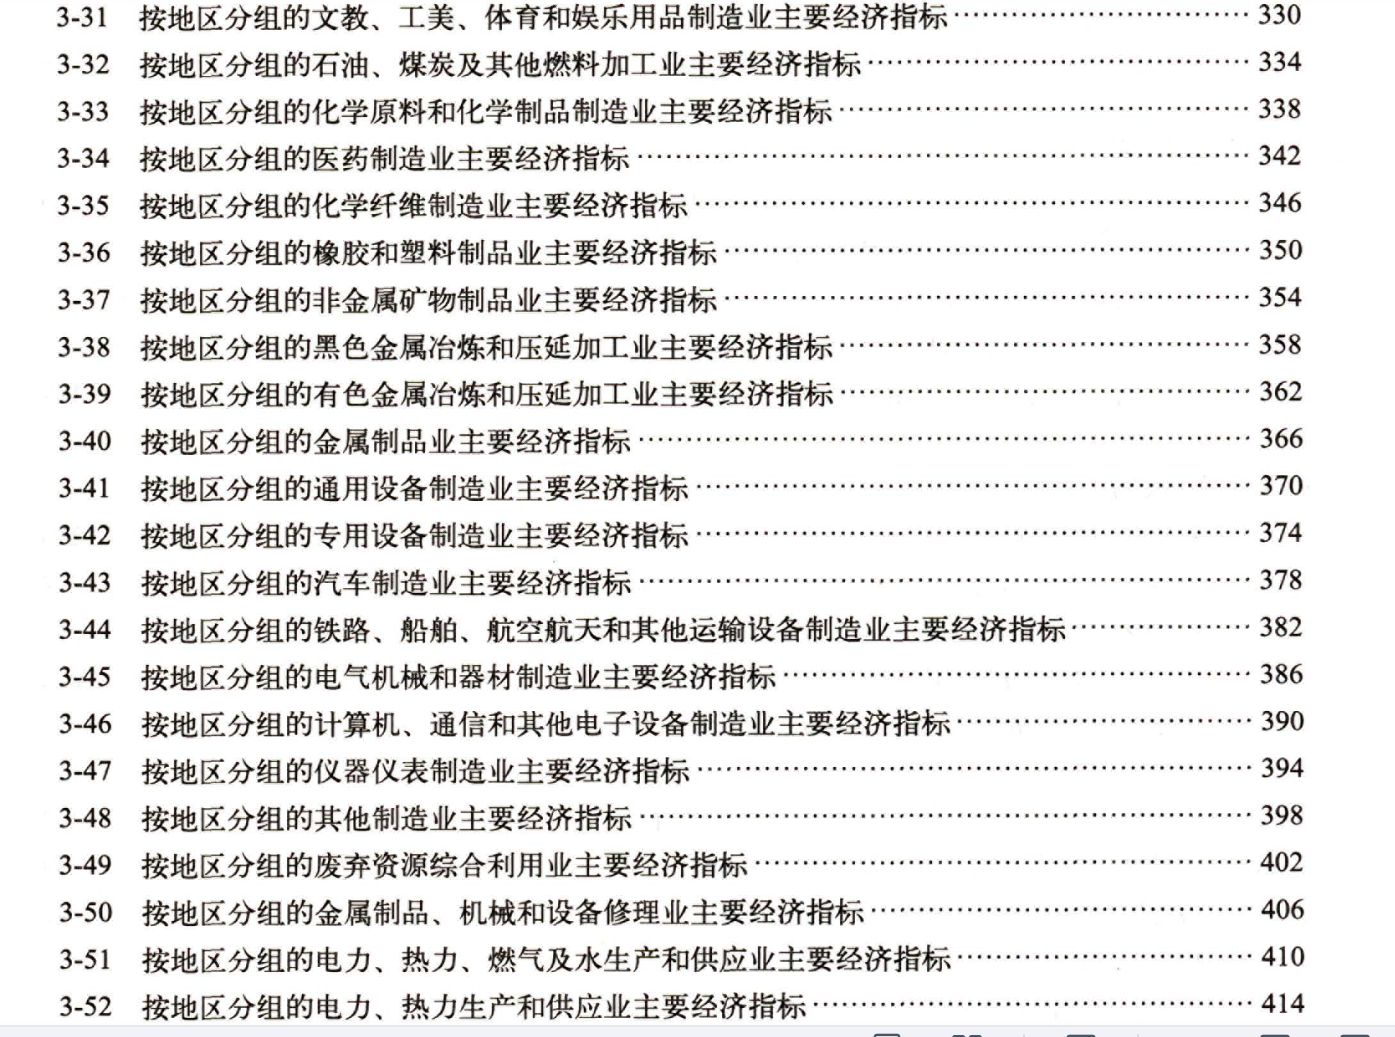 3-31 按地区分组的文教、工美、体育和娱乐用品制造业主要经济指标 330
3-32 按地区分组的石油、煤炭及其他燃料加工业主要经济指标 334
3-33 按地区分组的化学原料和化学制品制造业主要经济指标 338
3-34 按地区分组的医药制造业主要经济指标 342
3-35 按地区分组的化学纤维制造业主要经济指标 346
3-36 按地区分组的橡胶和塑料制品业主要经济指标 350
3-37 按地区分组的非金属矿物制品业主要经济指标 354
3-38 按地区分组的黑色金属冶炼和压延加工业主要经济指标 358
3-39 按地区分组的有色金属冶炼和压延加工业主要经济指标 362
3-40 按地区分组的金属制品业主要经济指标 366
3-41 按地区分组的通用设备制造业主要经济指标 370
3-42 按地区分组的专用设备制造业主要经济指标 374
3-43 按地区分组的汽车制造业主要经济指标 378
3-44 按地区分组的铁路、船舶、航空航天和其他运输设备制造业主要经济指标 382
3-45 按地区分组的电气机械和器材制造业主要经济指标 386
3-46 按地区分组的计算机、通信和其他电子设备制造业主要经济指标 390
3-47 按地区分组的仪器仪表制造业主要经济指标 394
3-48 按地区分组的其他制造业主要经济指标 398
3-49 按地区分组的废弃资源综合利用业主要经济指标 402
3-50 按地区分组的金属制品、机械和设备修理业主要经济指标 406
3-51 按地区分组的电力、热力、燃气及水生产和供应业主要经济指标 410
3-52 按地区分组的电力、热力生产和供应业主要经济指标 414